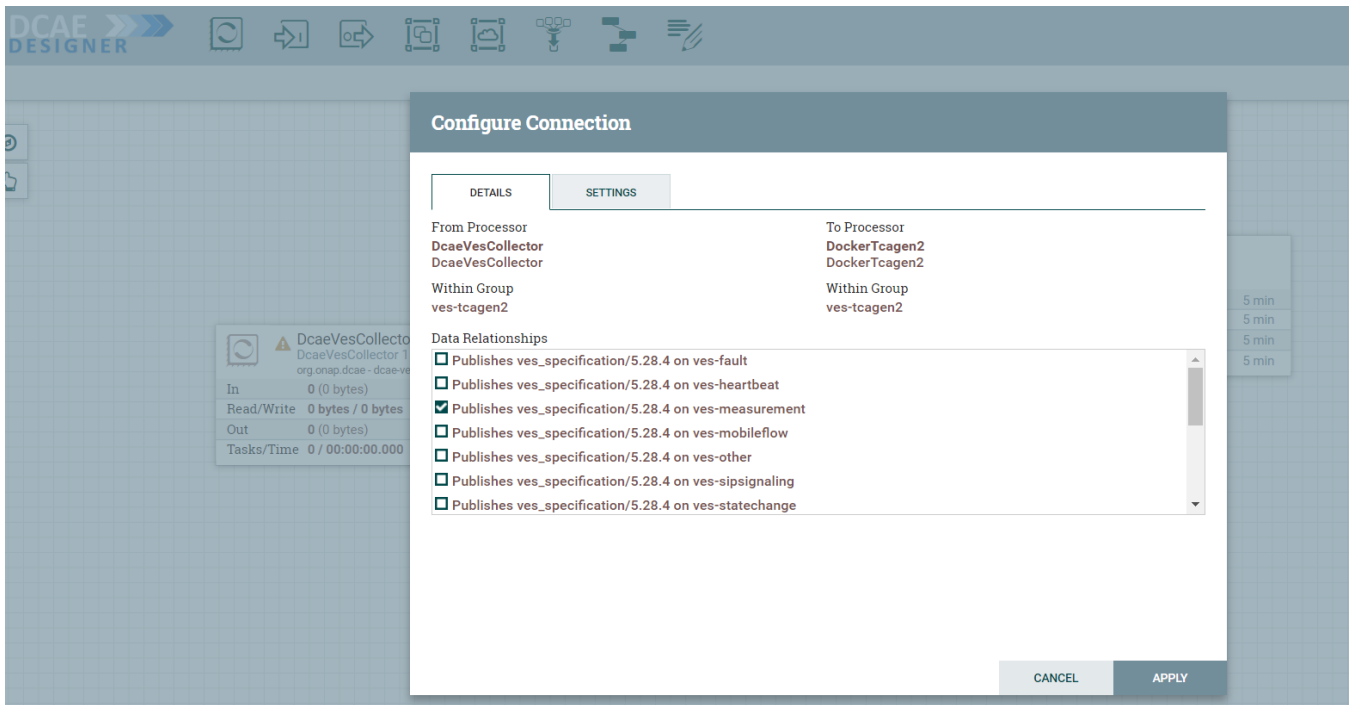 DCAE
DESIGNER
Configure Connection
DETAILS
SETTINGS
From Processor
DcaeVesCollector
DcaeVesCollector
Within Group
ves-tcagen2
To Processor
DockerTcagen2
DockerTcagen2
Within Group
ves-tcagen2
Data Relationships
Publishes ves_specification/5.28.4 on ves-fault
Publishes ves_specification/5.28.4 on ves-heartbeat
Publishes ves_specification/5.28.4 on ves-measurement
Publishes ves_specification/5.28.4 on ves-mobileflow
Publishes ves_specification/5.28.4 on ves-other
Publishes ves_specification/5.28.4 on ves-sipsignaling
Publishes ves_specification/5.28.4 on ves-statechange
CANCEL
APPLY
DcaeVesCollecto
DcaeVesCollector 1
org.onap.dcae - dcae-ve
In 0 (0 bytes)
Read/Write 0 bytes / 0 bytes
Out 0 (0 bytes)
Tasks/Time 0 / 00:00:00.000
5 min
5 min
5 min
5 min